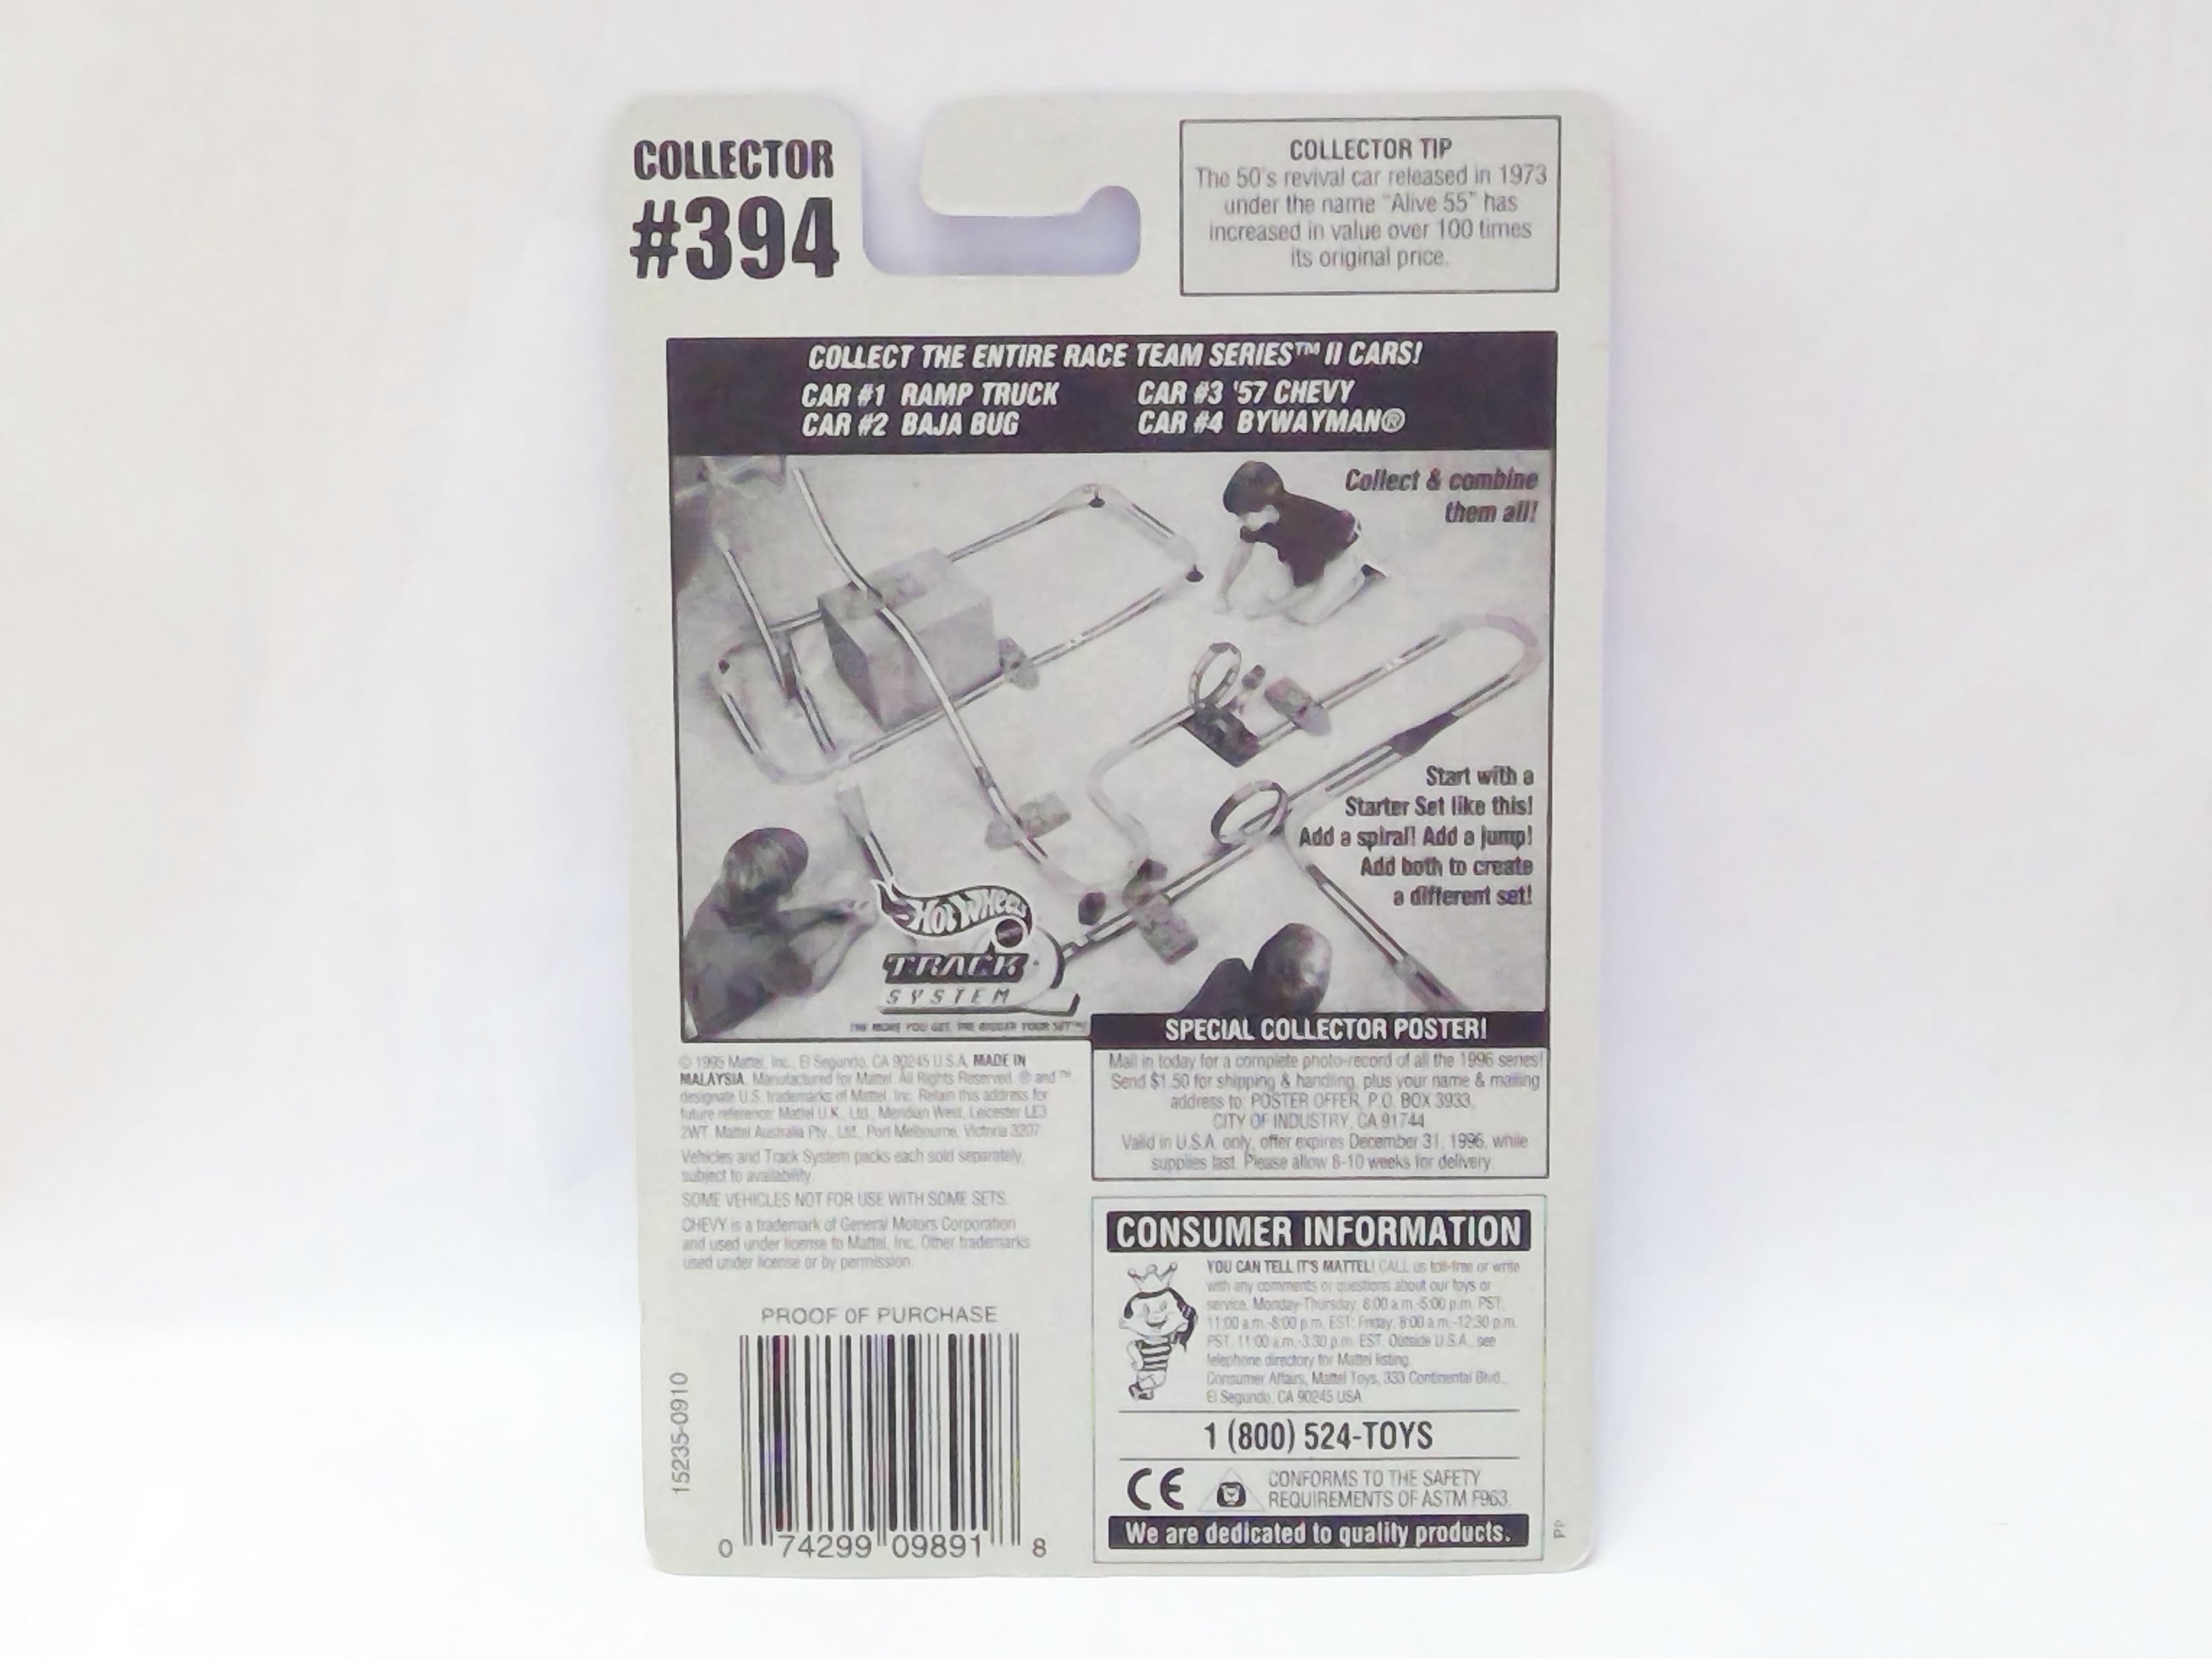 COLLECTOR
#394
COLLECTOR TIP
The 50's revival car released in 1973
under the name "Alive 55" has
increased in value over 100 times
its original price.
COLLECT THE ENTIRE RACE TEAM SERIES™ II CARS!
CAR #1 RAMP TRUCK
CAR #2 BAJA BUG
CAR #3 '57 CHEVY
CAR #4 BYWAYMAN®
Collect & combine
them all!
Start with a
Starter Set like this!
Add a spiral! Add a jump!
Add both to create
a different set!
HOT WHEELS
TRACK
SYSTEM
THE MORE YOU GET, THE BIGGER YOUR SET™!
© 1995 Mattel, Inc., El Segundo, CA 90245 U.S.A. MADE IN
MALAYSIA. Manufactured for Mattel. All Rights Reserved. ® and ™
designate U.S. trademarks of Mattel, Inc. Retain this address for
future reference: Mattel U.K., Ltd., Meridian West, Leicester LE3
2WT. Mattel Australia Pty., Ltd., Port Melbourne, Victoria 3207.
Vehicles and Track System packs each sold separately,
subject to availability.
SOME VEHICLES NOT FOR USE WITH SOME SETS.
CHEVY is a trademark of General Motors Corporation
and used under license to Mattel, Inc. Other trademarks
used under license or by permission.
SPECIAL COLLECTOR POSTER!
Mail in today for a complete photo-record of all the 1996 series!
Send $1.50 for shipping & handling, plus your name & mailing
address to: POSTER OFFER, P.O. BOX 3933,
CITY OF INDUSTRY, CA 91744
Valid in U.S.A. only, offer expires December 31, 1996, while
supplies last. Please allow 8-10 weeks for delivery.
CONSUMER INFORMATION
YOU CAN TELL IT'S MATTEL! CALL us toll-free or write
with any comments or questions about our toys or
service. Monday-Thursday, 8:00 a.m.-5:00 p.m. PST;
11:00 a.m.-8:00 p.m. EST; Friday, 8:00 a.m.-12:30 p.m.
PST, 11:00 a.m.-3:30 p.m. EST. Outside U.S.A., see
telephone directory for Mattel listing.
Consumer Affairs, Mattel Toys, 333 Continental Blvd.,
El Segundo, CA 90245 USA
1 (800) 524-TOYS
CE
CONFORMS TO THE SAFETY
REQUIREMENTS OF ASTM F963.
We are dedicated to quality products.
PP
PROOF OF PURCHASE
15235-0910
0 74299 09891 8